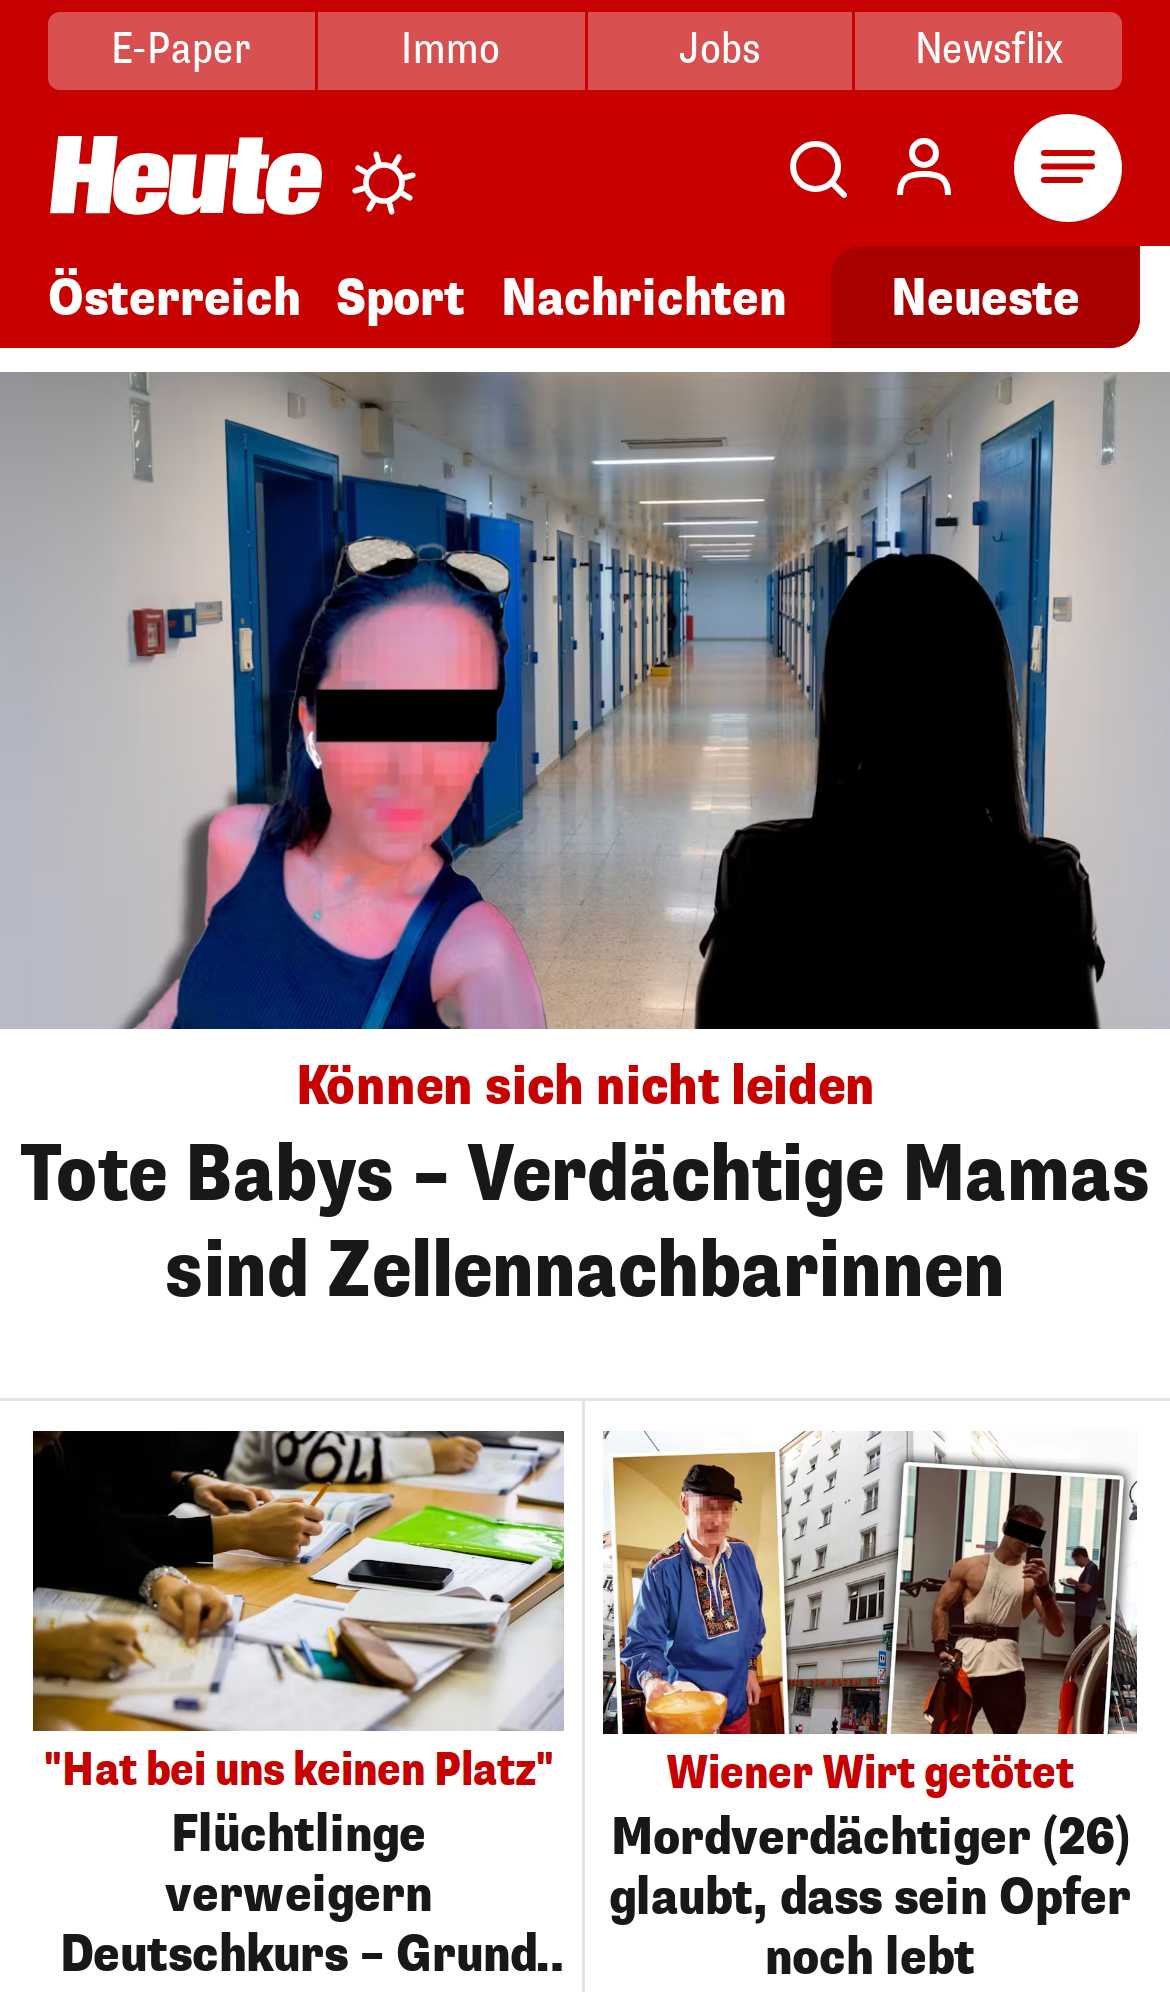 E-Paper
Immo
Jobs
Newsflix
Heute
Österreich
Sport
Nachrichten
Neueste
Können sich nicht leiden
Tote Babys – Verdächtige Mamas
sind Zellennachbarinnen
"Hat bei uns keinen Platz"
Flüchtlinge
verweigern
Deutschkurs – Grund..
Wiener Wirt getötet
Mordverdächtiger (26)
glaubt, dass sein Opfer
noch lebt